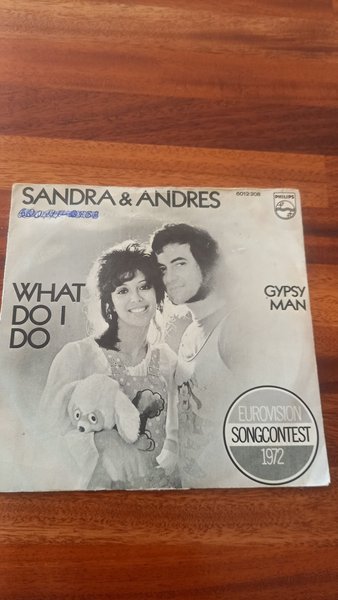 SANDRA & ANDRES
6012 208
PHILIPS
WHAT
DO I
DO
GYPSY
MAN
EUROVISION
SONGCONTEST
1972